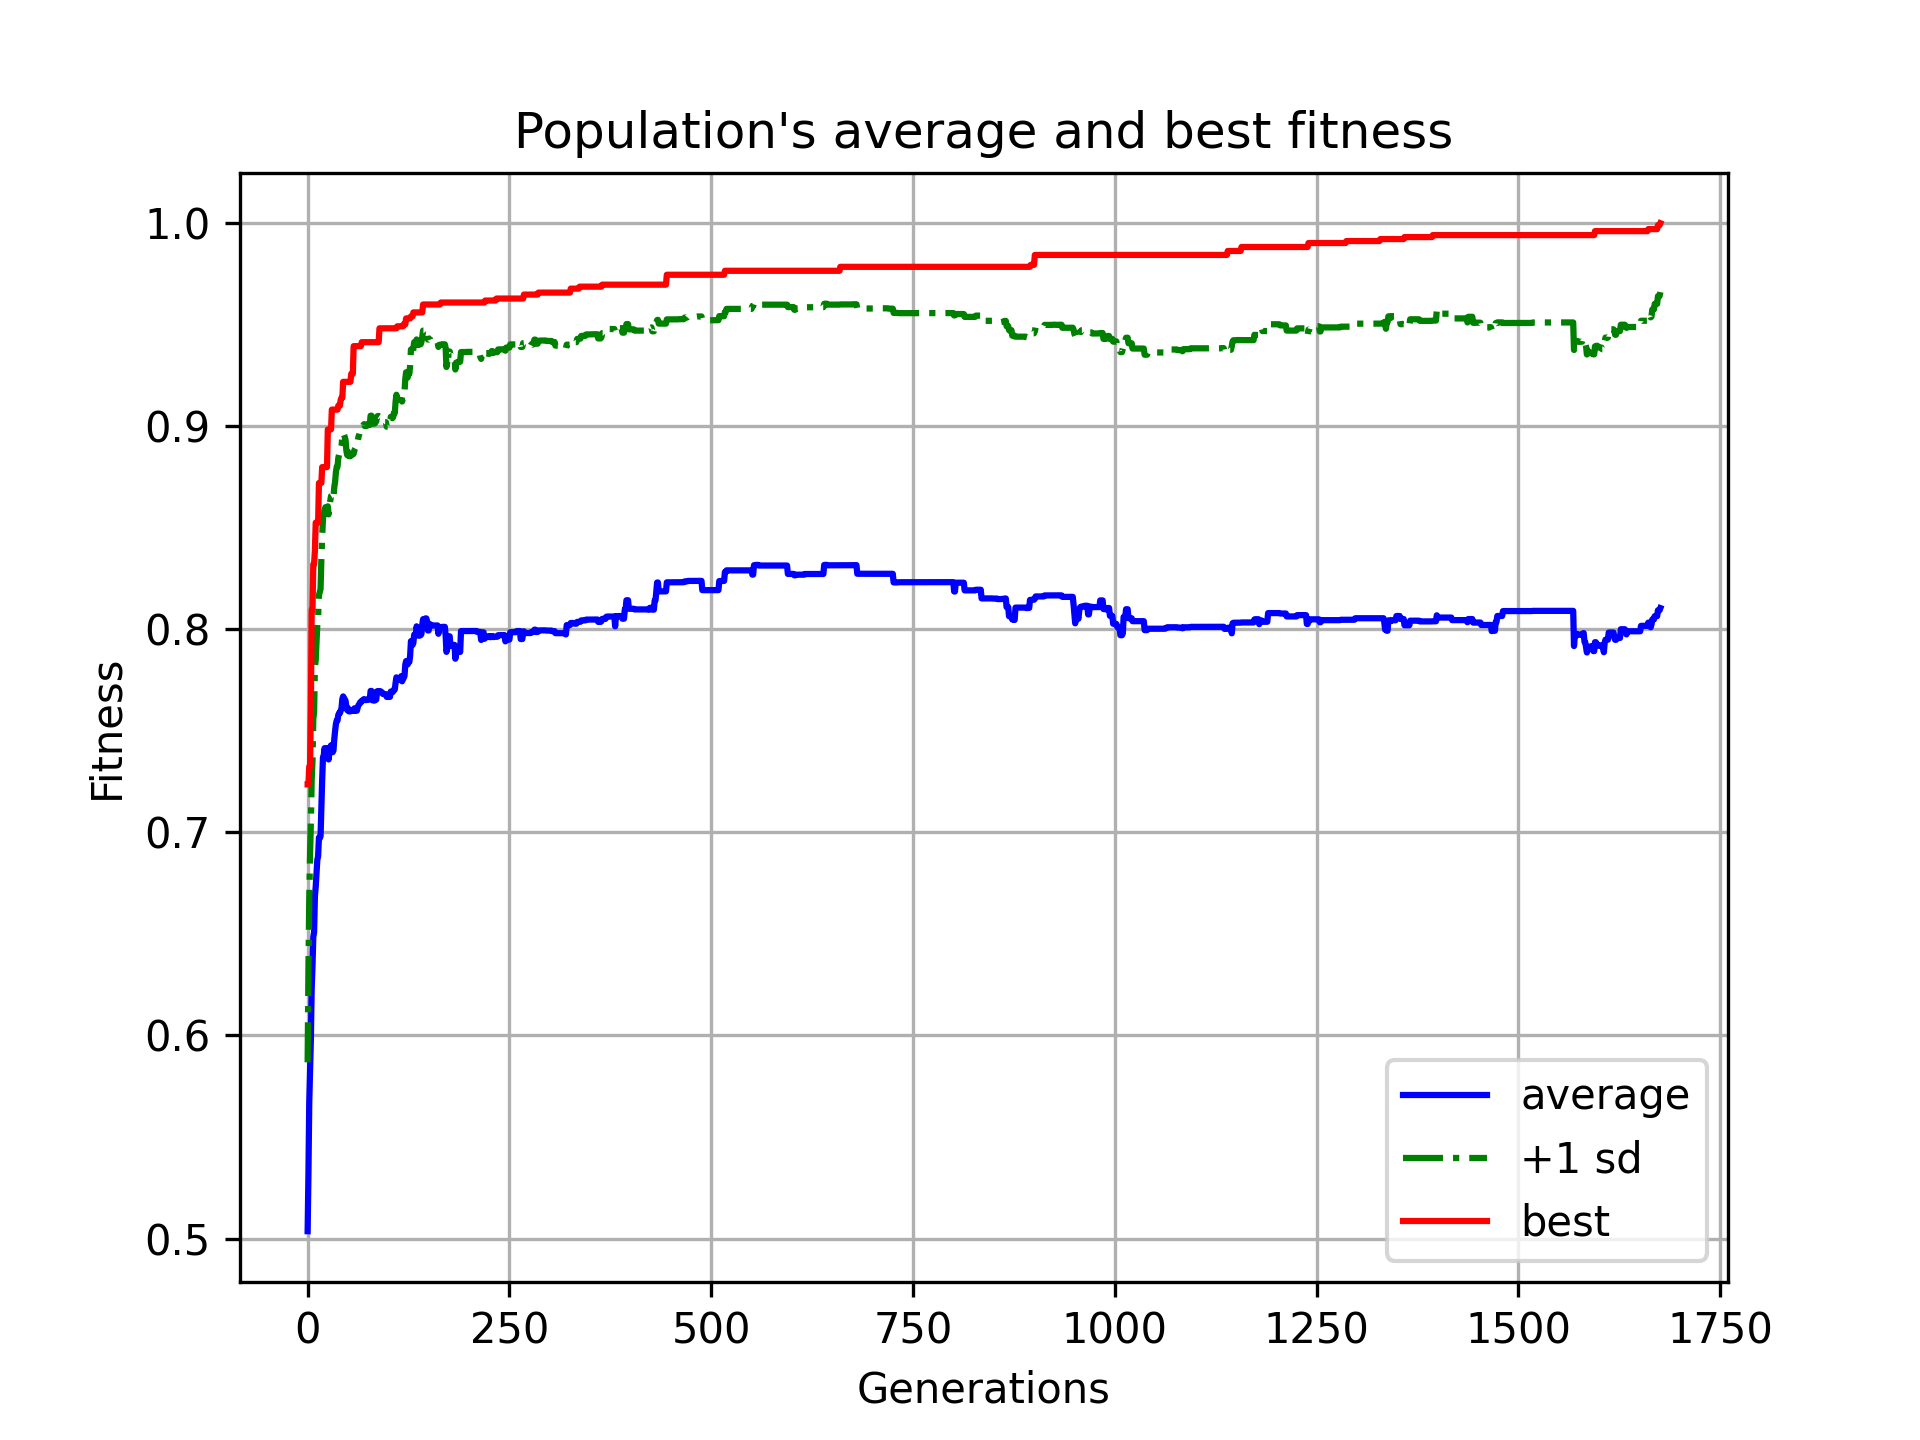 Population's average and best fitness
1.0
0.9
0.8
0.7
0.6
0.5
Fitness
0 250 500 750 1000 1250 1500 1750
Generations
average
+1 sd
best